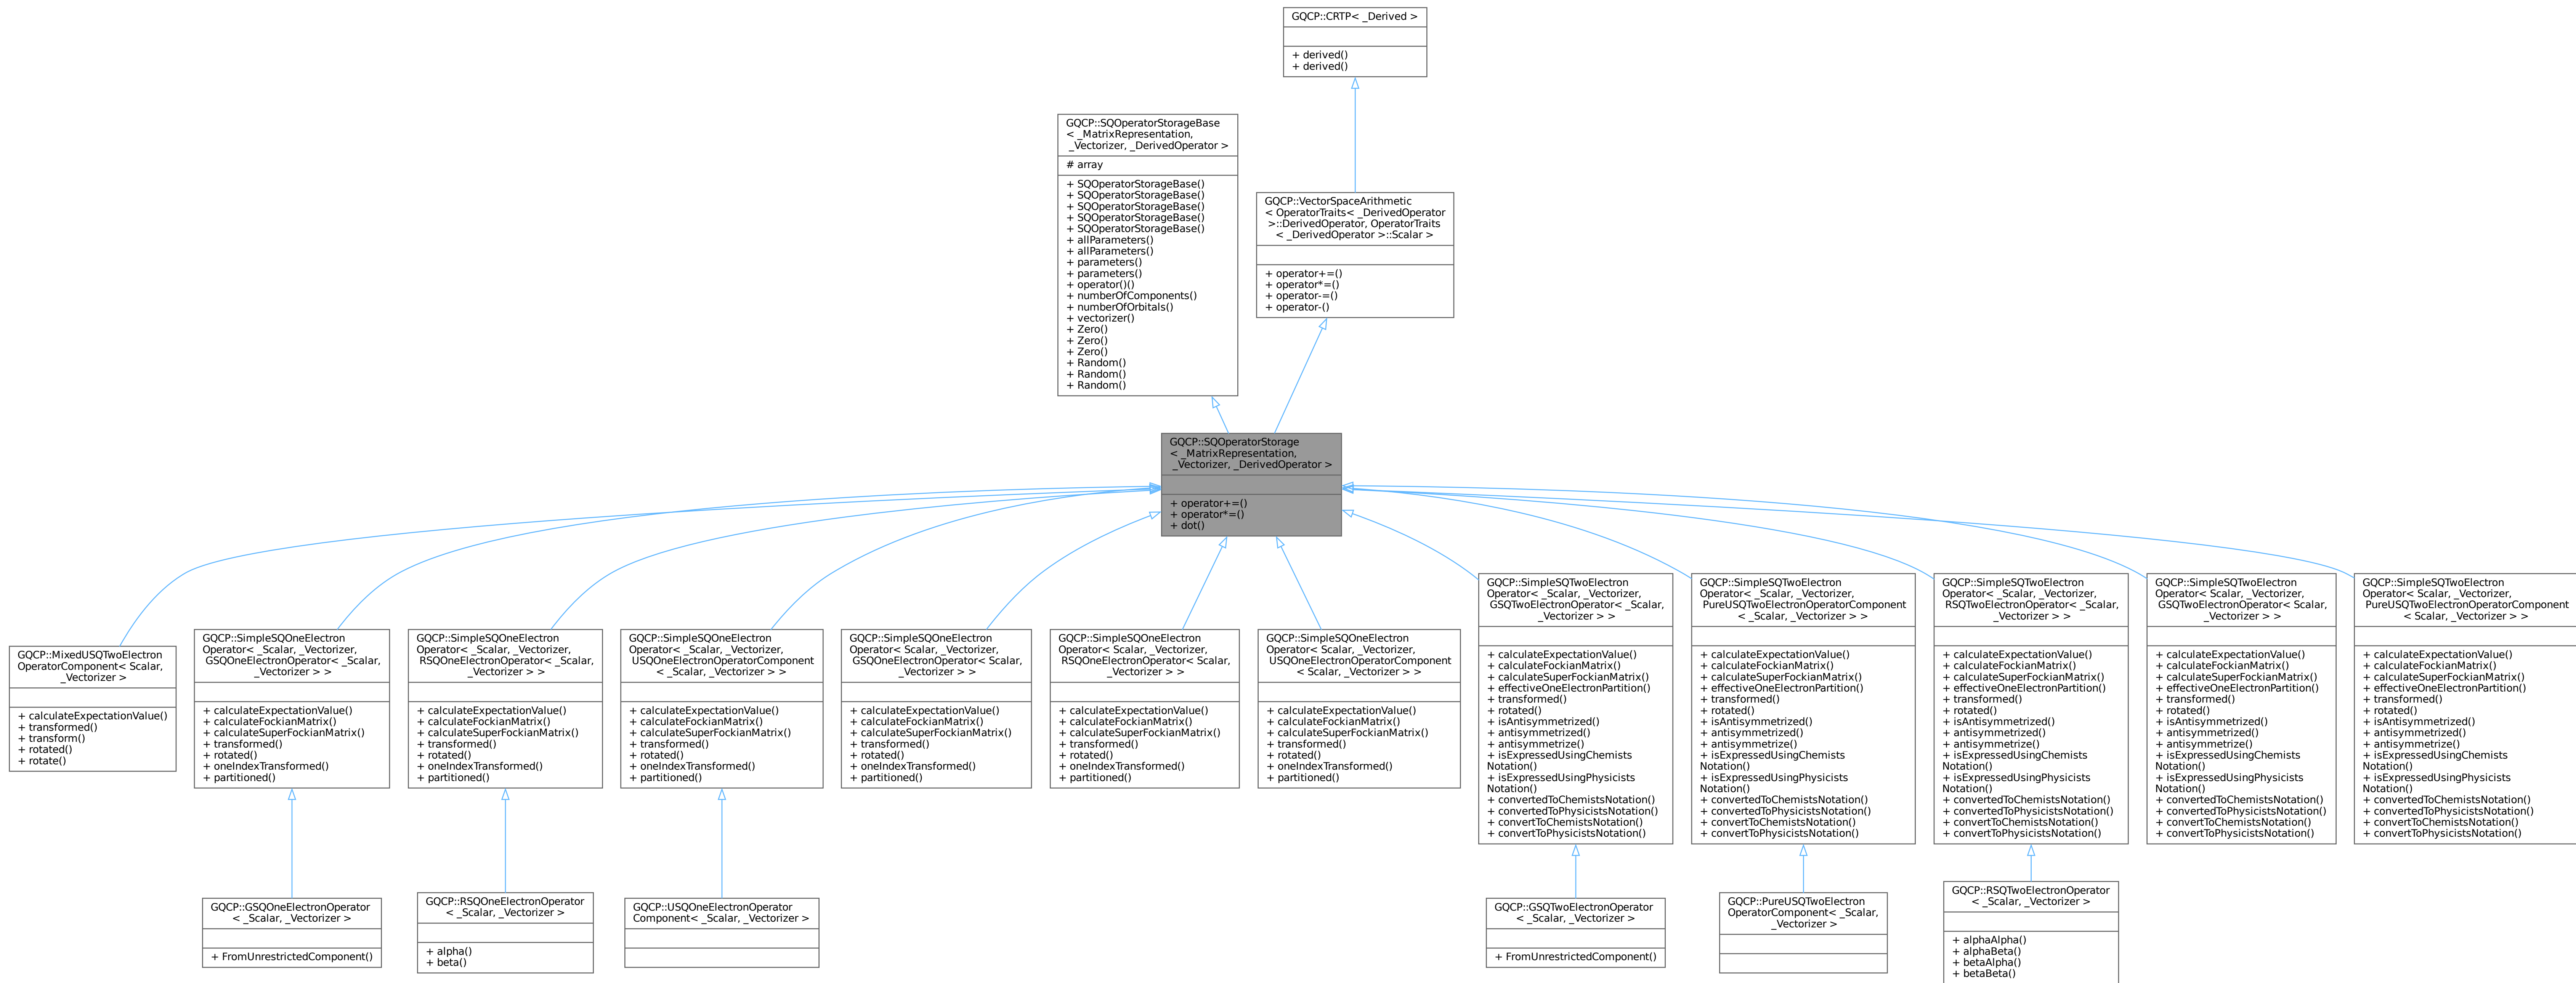 GQCP::CRTP< _Derived >
+ derived()
+ derived()
GQCP::SQOperatorStorageBase
< _MatrixRepresentation,
_Vectorizer, _DerivedOperator >
# array
+ SQOperatorStorageBase()
+ SQOperatorStorageBase()
+ SQOperatorStorageBase()
+ SQOperatorStorageBase()
+ SQOperatorStorageBase()
+ allParameters()
+ allParameters()
+ parameters()
+ parameters()
+ operator()()
+ numberOfComponents()
+ numberOfOrbitals()
+ vectorizer()
+ Zero()
+ Zero()
+ Zero()
+ Random()
+ Random()
+ Random()
GQCP::VectorSpaceArithmetic
< OperatorTraits< _DerivedOperator
>::DerivedOperator, OperatorTraits
< _DerivedOperator >::Scalar >
+ operator+=()
+ operator*=()
+ operator-=()
+ operator-()
GQCP::SQOperatorStorage
< _MatrixRepresentation,
_Vectorizer, _DerivedOperator >
+ operator+=()
+ operator*=()
+ dot()
GQCP::MixedUSQTwoElectron
OperatorComponent< Scalar,
_Vectorizer >
+ calculateExpectationValue()
+ transformed()
+ transform()
+ rotated()
+ rotate()
GQCP::SimpleSQOneElectron
Operator< _Scalar, _Vectorizer,
GSQOneElectronOperator< _Scalar,
_Vectorizer > >
+ calculateExpectationValue()
+ calculateFockianMatrix()
+ calculateSuperFockianMatrix()
+ transformed()
+ rotated()
+ oneIndexTransformed()
+ partitioned()
GQCP::SimpleSQOneElectron
Operator< _Scalar, _Vectorizer,
RSQOneElectronOperator< _Scalar,
_Vectorizer > >
+ calculateExpectationValue()
+ calculateFockianMatrix()
+ calculateSuperFockianMatrix()
+ transformed()
+ rotated()
+ oneIndexTransformed()
+ partitioned()
GQCP::SimpleSQOneElectron
Operator< _Scalar, _Vectorizer,
USQOneElectronOperatorComponent
< _Scalar, _Vectorizer > >
+ calculateExpectationValue()
+ calculateFockianMatrix()
+ calculateSuperFockianMatrix()
+ transformed()
+ rotated()
+ oneIndexTransformed()
+ partitioned()
GQCP::SimpleSQOneElectron
Operator< Scalar, _Vectorizer,
GSQOneElectronOperator< Scalar,
_Vectorizer > >
+ calculateExpectationValue()
+ calculateFockianMatrix()
+ calculateSuperFockianMatrix()
+ transformed()
+ rotated()
+ oneIndexTransformed()
+ partitioned()
GQCP::SimpleSQOneElectron
Operator< Scalar, _Vectorizer,
RSQOneElectronOperator< Scalar,
_Vectorizer > >
+ calculateExpectationValue()
+ calculateFockianMatrix()
+ calculateSuperFockianMatrix()
+ transformed()
+ rotated()
+ oneIndexTransformed()
+ partitioned()
GQCP::SimpleSQOneElectron
Operator< Scalar, _Vectorizer,
USQOneElectronOperatorComponent
< Scalar, _Vectorizer > >
+ calculateExpectationValue()
+ calculateFockianMatrix()
+ calculateSuperFockianMatrix()
+ transformed()
+ rotated()
+ oneIndexTransformed()
+ partitioned()
GQCP::SimpleSQTwoElectron
Operator< _Scalar, _Vectorizer,
GSQTwoElectronOperator< _Scalar,
_Vectorizer > >
+ calculateExpectationValue()
+ calculateFockianMatrix()
+ calculateSuperFockianMatrix()
+ effectiveOneElectronPartition()
+ transformed()
+ rotated()
+ isAntisymmetrized()
+ antisymmetrized()
+ antisymmetrize()
+ isExpressedUsingChemists
Notation()
+ isExpressedUsingPhysicists
Notation()
+ convertedToChemistsNotation()
+ convertedToPhysicistsNotation()
+ convertToChemistsNotation()
+ convertToPhysicistsNotation()
GQCP::SimpleSQTwoElectron
Operator< _Scalar, _Vectorizer,
PureUSQTwoElectronOperatorComponent
< _Scalar, _Vectorizer > >
+ calculateExpectationValue()
+ calculateFockianMatrix()
+ calculateSuperFockianMatrix()
+ effectiveOneElectronPartition()
+ transformed()
+ rotated()
+ isAntisymmetrized()
+ antisymmetrized()
+ antisymmetrize()
+ isExpressedUsingChemists
Notation()
+ isExpressedUsingPhysicists
Notation()
+ convertedToChemistsNotation()
+ convertedToPhysicistsNotation()
+ convertToChemistsNotation()
+ convertToPhysicistsNotation()
GQCP::SimpleSQTwoElectron
Operator< _Scalar, _Vectorizer,
RSQTwoElectronOperator< _Scalar,
_Vectorizer > >
+ calculateExpectationValue()
+ calculateFockianMatrix()
+ calculateSuperFockianMatrix()
+ effectiveOneElectronPartition()
+ transformed()
+ rotated()
+ isAntisymmetrized()
+ antisymmetrized()
+ antisymmetrize()
+ isExpressedUsingChemists
Notation()
+ isExpressedUsingPhysicists
Notation()
+ convertedToChemistsNotation()
+ convertedToPhysicistsNotation()
+ convertToChemistsNotation()
+ convertToPhysicistsNotation()
GQCP::SimpleSQTwoElectron
Operator< Scalar, _Vectorizer,
GSQTwoElectronOperator< Scalar,
_Vectorizer > >
+ calculateExpectationValue()
+ calculateFockianMatrix()
+ calculateSuperFockianMatrix()
+ effectiveOneElectronPartition()
+ transformed()
+ rotated()
+ isAntisymmetrized()
+ antisymmetrized()
+ antisymmetrize()
+ isExpressedUsingChemists
Notation()
+ isExpressedUsingPhysicists
Notation()
+ convertedToChemistsNotation()
+ convertedToPhysicistsNotation()
+ convertToChemistsNotation()
+ convertToPhysicistsNotation()
GQCP::SimpleSQTwoElectron
Operator< Scalar, _Vectorizer,
PureUSQTwoElectronOperatorComponent
< Scalar, _Vectorizer > >
+ calculateExpectationValue()
+ calculateFockianMatrix()
+ calculateSuperFockianMatrix()
+ effectiveOneElectronPartition()
+ transformed()
+ rotated()
+ isAntisymmetrized()
+ antisymmetrized()
+ antisymmetrize()
+ isExpressedUsingChemists
Notation()
+ isExpressedUsingPhysicists
Notation()
+ convertedToChemistsNotation()
+ convertedToPhysicistsNotation()
+ convertToChemistsNotation()
+ convertToPhysicistsNotation()
GQCP::GSQOneElectronOperator
< _Scalar, _Vectorizer >
+ FromUnrestrictedComponent()
GQCP::RSQOneElectronOperator
< _Scalar, _Vectorizer >
+ alpha()
+ beta()
GQCP::USQOneElectronOperator
Component< _Scalar, _Vectorizer >
GQCP::GSQTwoElectronOperator
< _Scalar, _Vectorizer >
+ FromUnrestrictedComponent()
GQCP::PureUSQTwoElectron
OperatorComponent< _Scalar,
_Vectorizer >
GQCP::RSQTwoElectronOperator
< _Scalar, _Vectorizer >
+ alphaAlpha()
+ alphaBeta()
+ betaAlpha()
+ betaBeta()